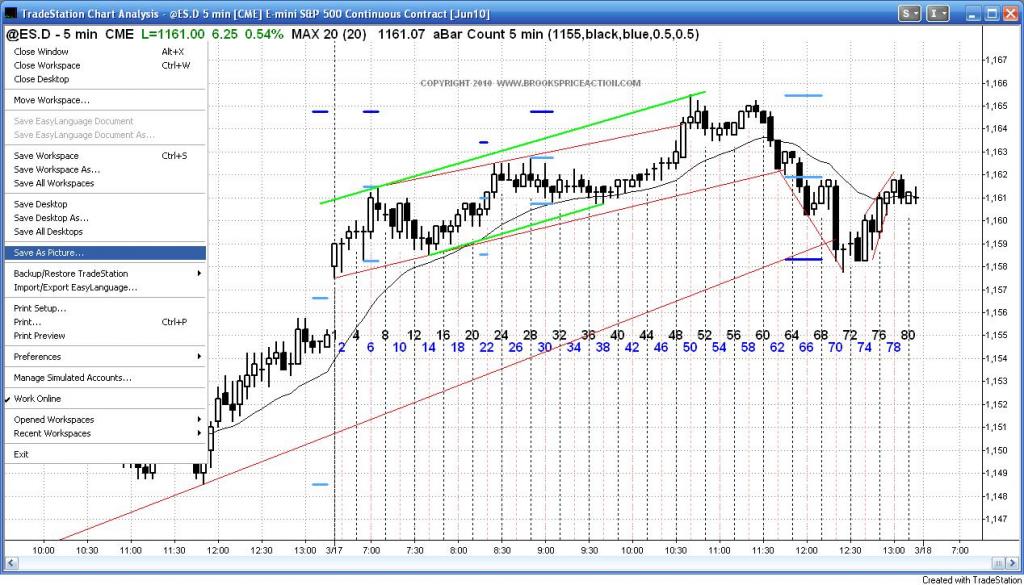 TradeStation Chart Analysis - @ES.D 5 min [CME] E-mini S&P 500 Continuous Contract [Jun10]
S
I
@ES.D - 5 min CME L=1161.00 6.25 0.54% MAX 20 (20) 1161.07 aBar Count 5 min (1155,black,blue,0.5,0.5)
Close Window Alt+X
Close Workspace Ctrl+W
Close Desktop
Move Workspace...
Save EasyLanguage Document
Save EasyLanguage Document As...
Save Workspace Ctrl+S
Save Workspace As...
Save All Workspaces
Save Desktop
Save Desktop As...
Save All Desktops
Save As Picture...
Backup/Restore TradeStation
Import/Export EasyLanguage...
Print Setup...
Print... Ctrl+P
Print Preview
Preferences
Manage Simulated Accounts...
Work Online
Opened Workspaces
Recent Workspaces
Exit
COPYRIGHT 2010 WWW.BROOKSPRICEACTION.COM
1,167
1,166
1,165
1,164
1,163
1,162
1,161
1,160
1,159
1,158
1,157
1,156
1,155
1,154
1,153
1,152
1,151
1,150
1,149
1,148
1,147
1 4 8 12 16 20 24 28 32 36 40 44 48 52 56 60 64 68 72 76 80
2 6 10 14 18 22 26 30 34 38 42 46 50 54 58 62 66 70 74 78
10:00 10:30 11:00 11:30 12:00 12:30 13:00 3/17 7:00 7:30 8:00 8:30 9:00 9:30 10:00 10:30 11:00 11:30 12:00 12:30 13:00 3/18 7:00
Created with TradeStation